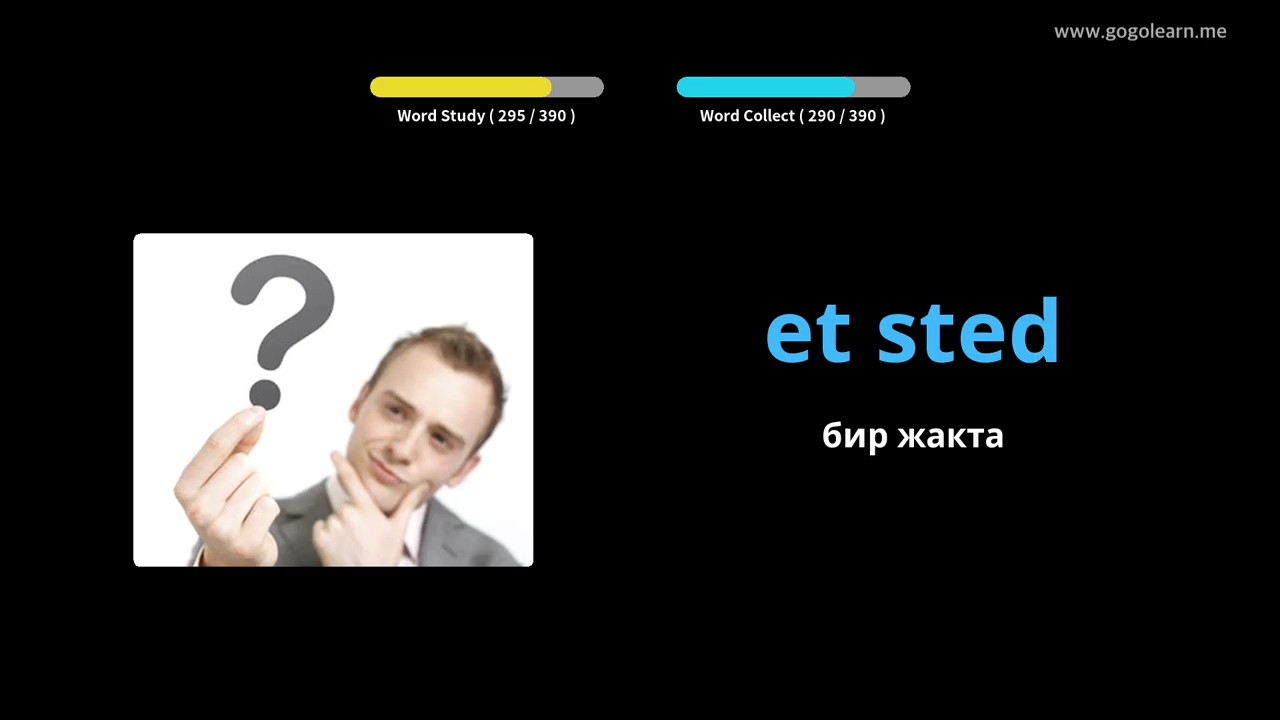 www.gogolearn.me
Word Study ( 295 / 390 )
Word Collect ( 290 / 390 )
?
et sted
бир жакта